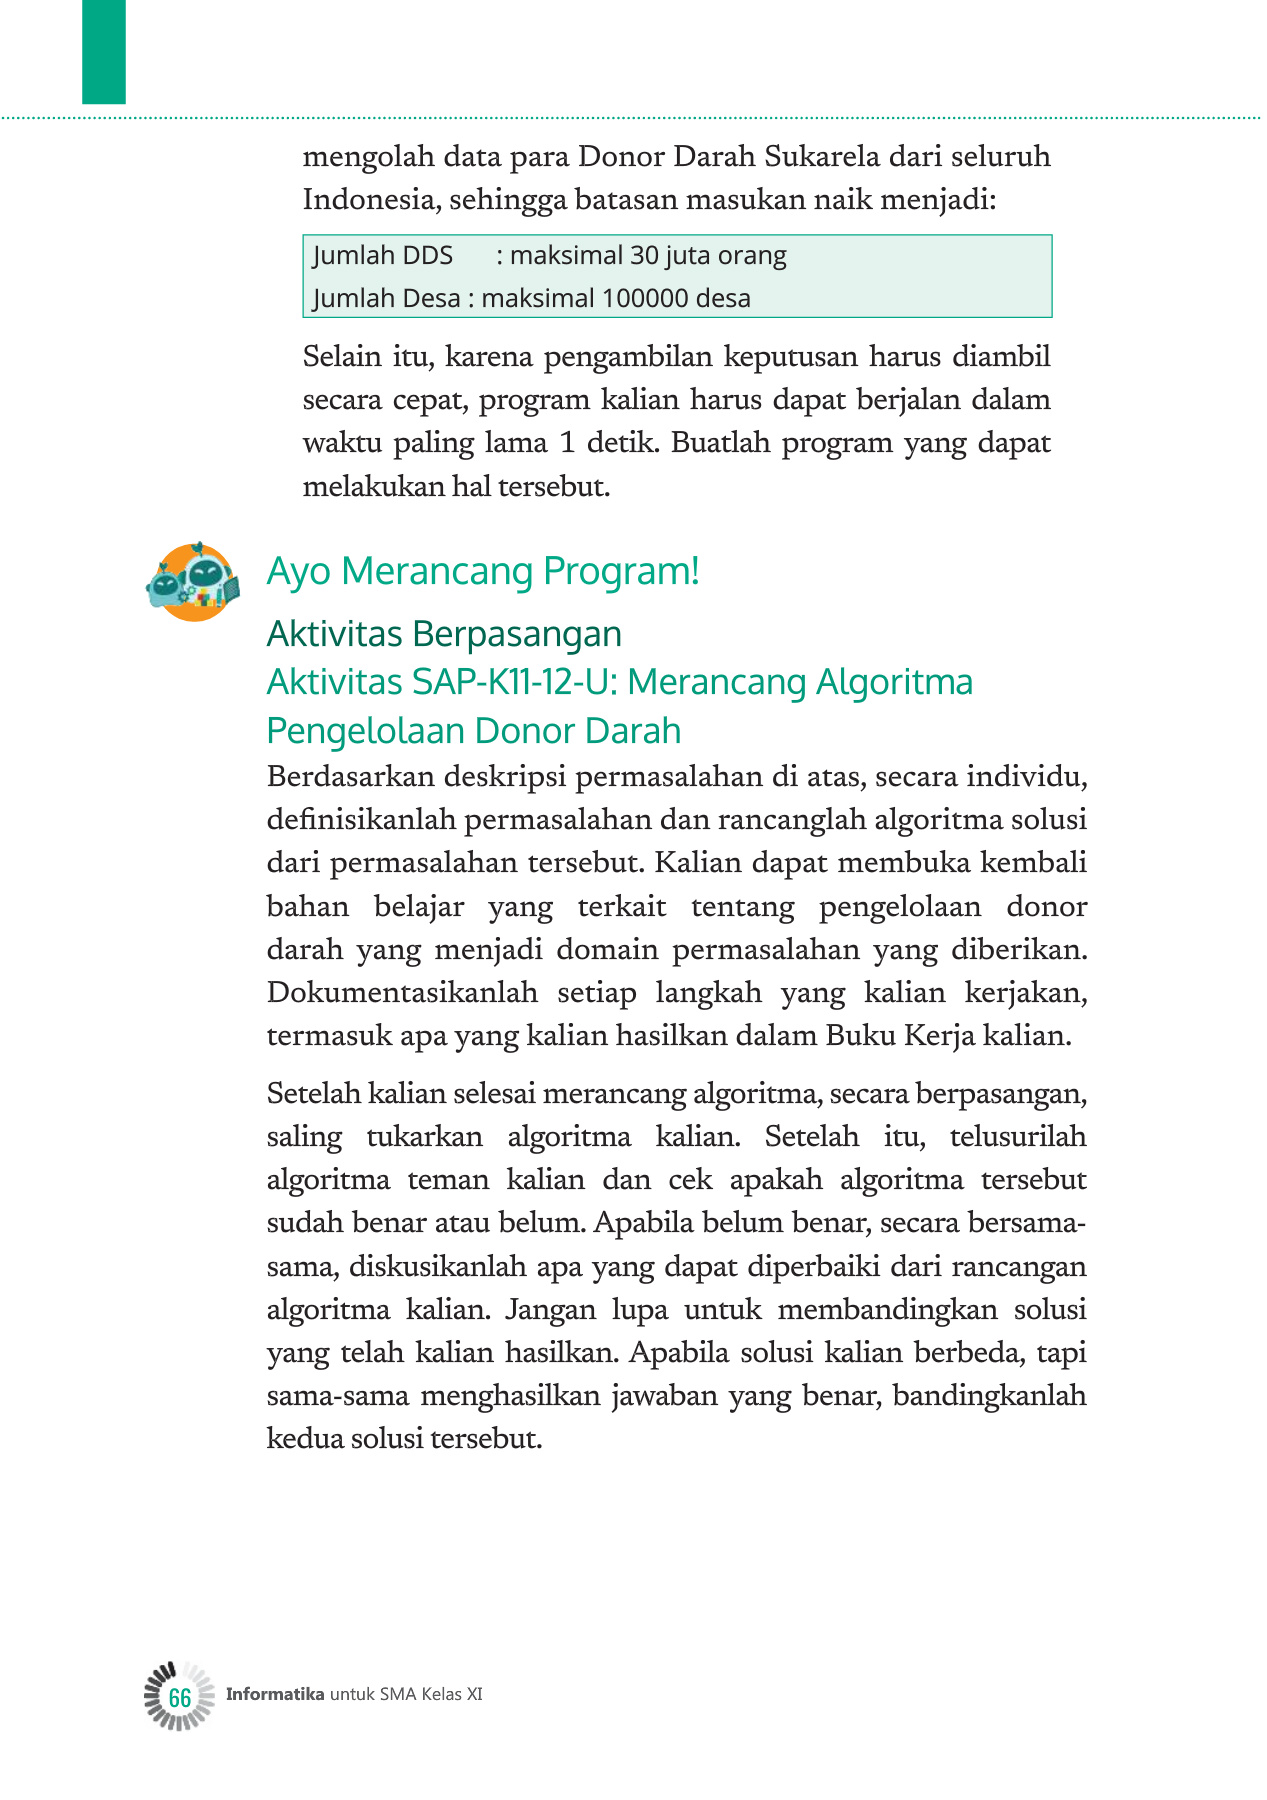 mengolah data para Donor Darah Sukarela dari seluruh
Indonesia, sehingga batasan masukan naik menjadi:
Jumlah DDS : maksimal 30 juta orang
Jumlah Desa : maksimal 100000 desa
Selain itu, karena pengambilan keputusan harus diambil
secara cepat, program kalian harus dapat berjalan dalam
waktu paling lama 1 detik. Buatlah program yang dapat
melakukan hal tersebut.
Ayo Merancang Program!
Aktivitas Berpasangan
Aktivitas SAP-K11-12-U: Merancang Algoritma
Pengelolaan Donor Darah
Berdasarkan deskripsi permasalahan di atas, secara individu,
definisikanlah permasalahan dan rancanglah algoritma solusi
dari permasalahan tersebut. Kalian dapat membuka kembali
bahan belajar yang terkait tentang pengelolaan donor
darah yang menjadi domain permasalahan yang diberikan.
Dokumentasikanlah setiap langkah yang kalian kerjakan,
termasuk apa yang kalian hasilkan dalam Buku Kerja kalian.
Setelah kalian selesai merancang algoritma, secara berpasangan,
saling tukarkan algoritma kalian. Setelah itu, telusurilah
algoritma teman kalian dan cek apakah algoritma tersebut
sudah benar atau belum. Apabila belum benar, secara bersama-
sama, diskusikanlah apa yang dapat diperbaiki dari rancangan
algoritma kalian. Jangan lupa untuk membandingkan solusi
yang telah kalian hasilkan. Apabila solusi kalian berbeda, tapi
sama-sama menghasilkan jawaban yang benar, bandingkanlah
kedua solusi tersebut.
66 Informatika untuk SMA Kelas XI